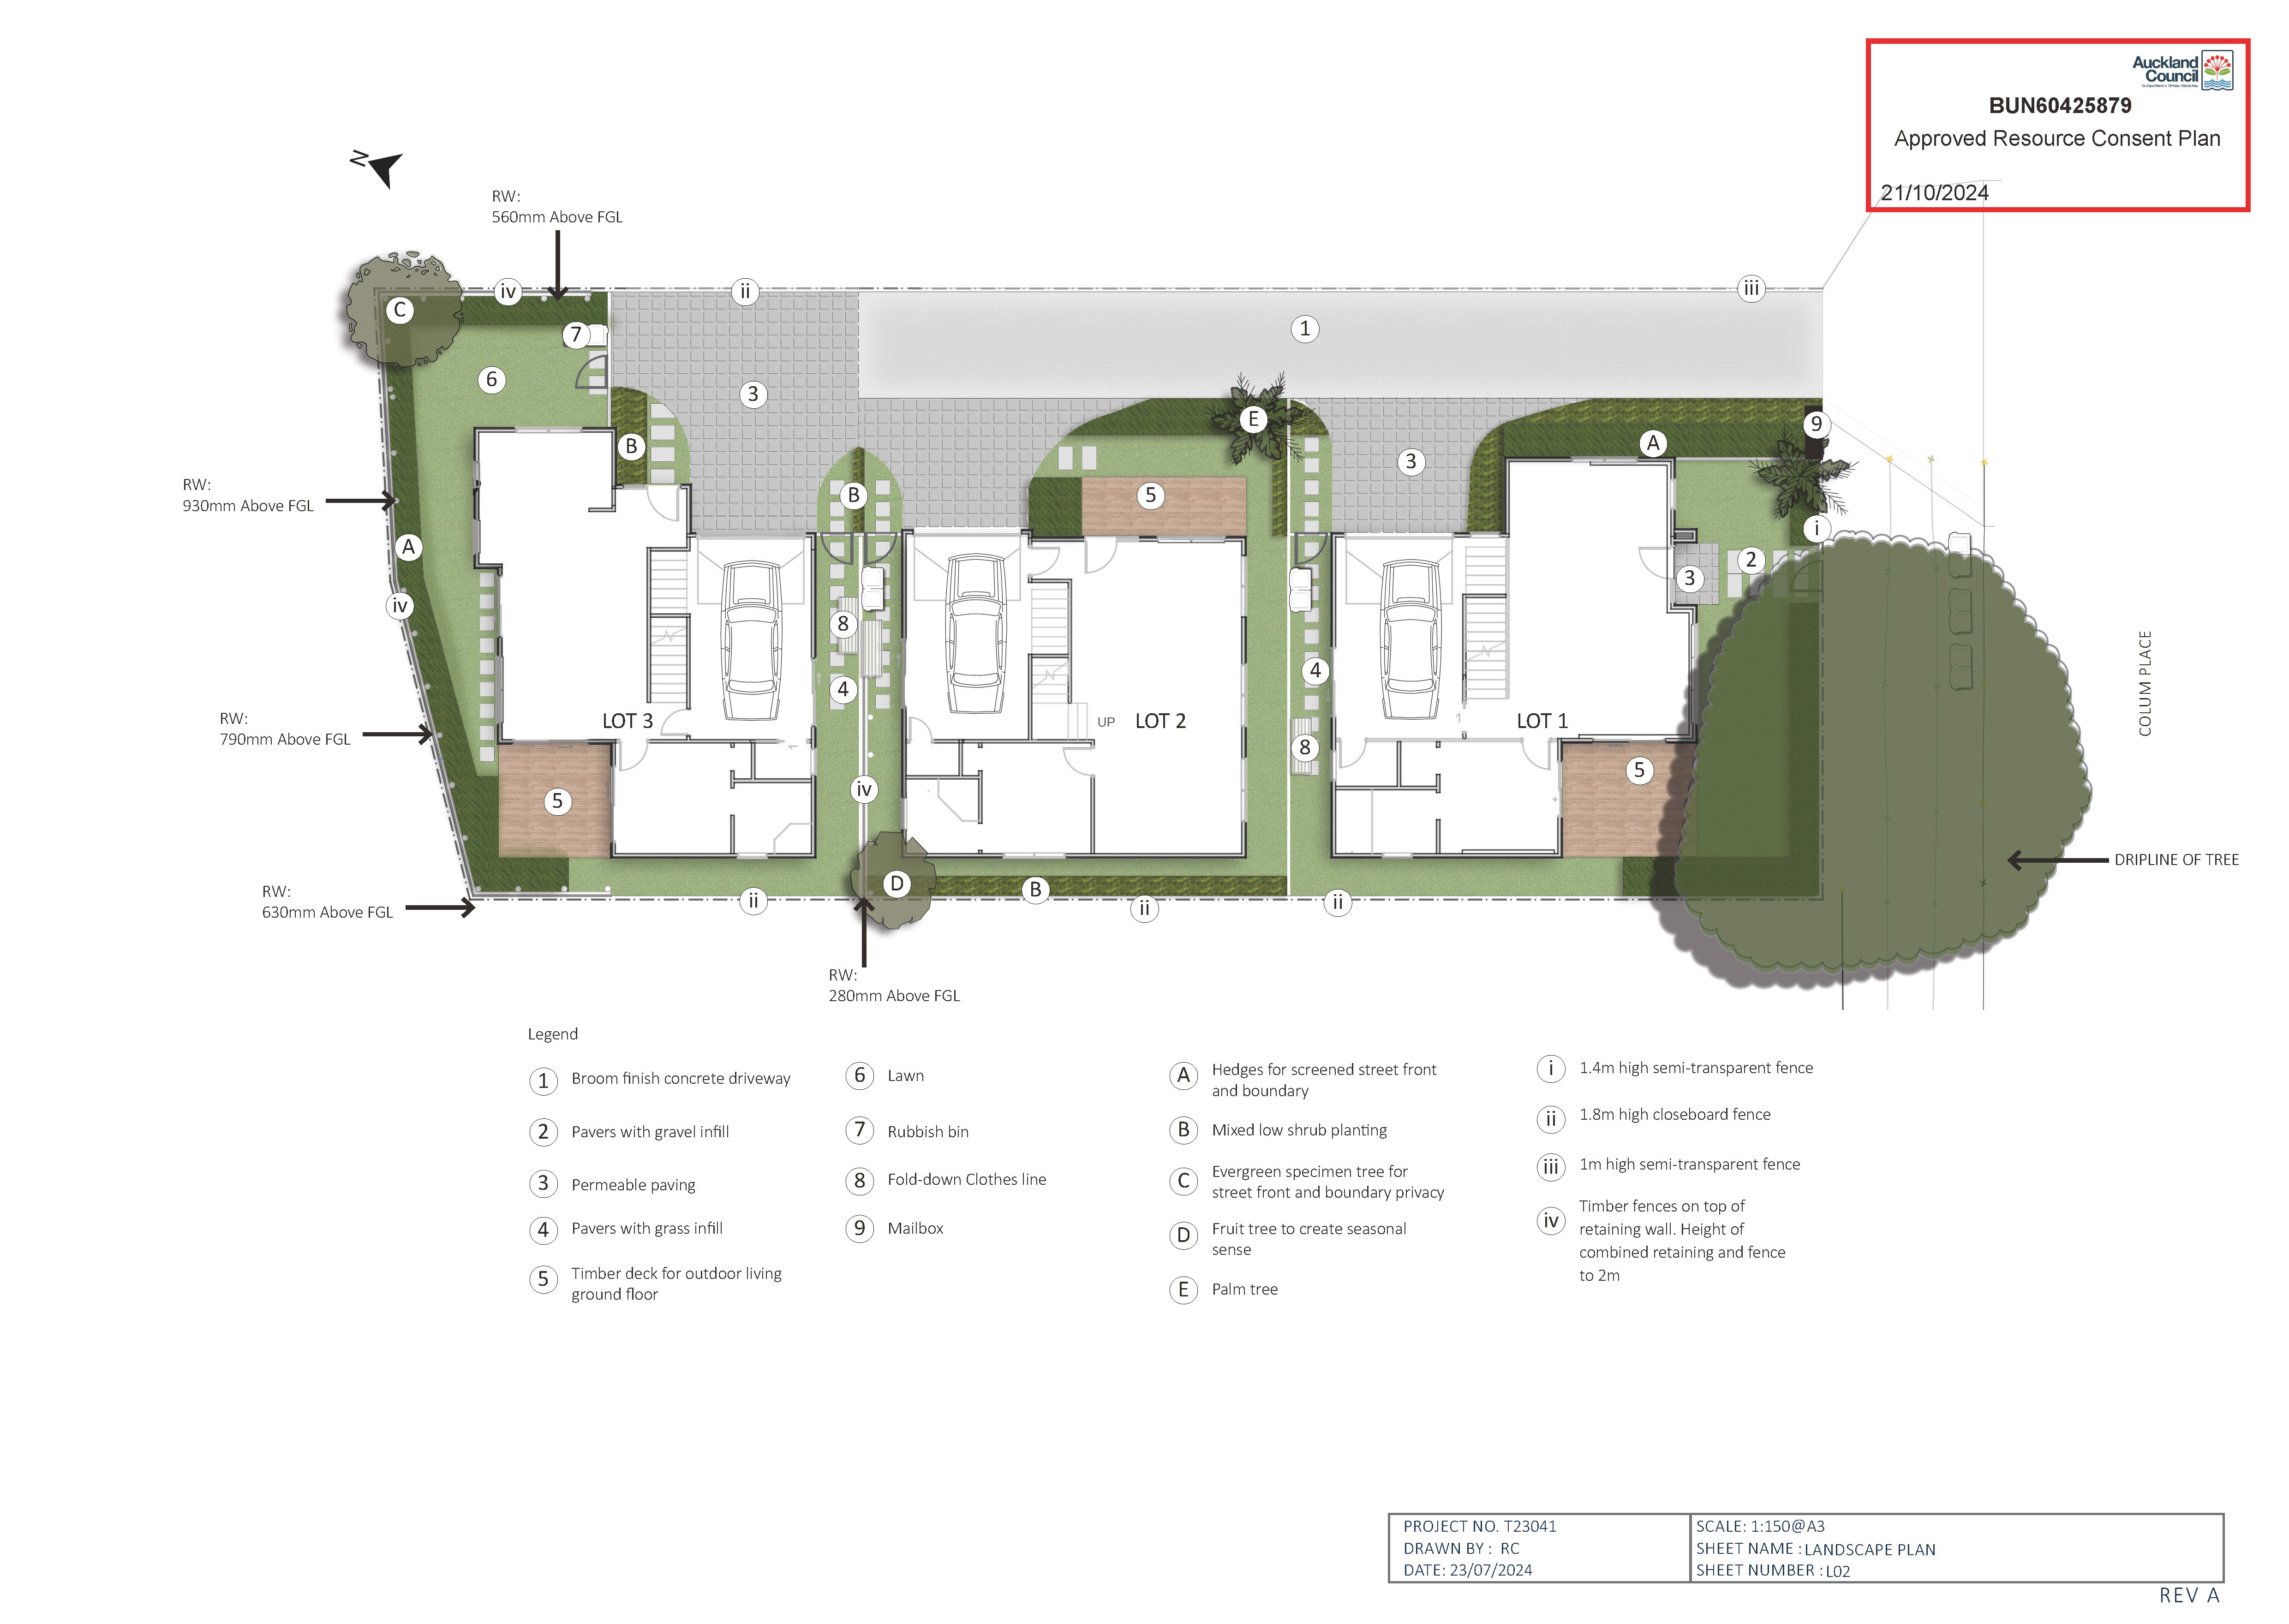 Auckland
Council
BUN60425879
Approved Resource Consent Plan
21/10/2024
N
RW:
560mm Above FGL
iv
ii
iii
C
7
1
6
3
E
9
B
A
3
RW:
930mm Above FGL
B
5
i
A
2
3
iv
8
4
4
COLUM PLACE
RW:
790mm Above FGL
LOT 3
UP
LOT 2
LOT 1
8
5
5
iv
DRIPLINE OF TREE
RW:
630mm Above FGL
D
B
ii
ii
ii
RW:
280mm Above FGL
Legend
1 Broom finish concrete driveway
2 Pavers with gravel infill
3 Permeable paving
4 Pavers with grass infill
5 Timber deck for outdoor living
ground floor
6 Lawn
7 Rubbish bin
8 Fold-down Clothes line
9 Mailbox
A Hedges for screened street front
and boundary
B Mixed low shrub planting
C Evergreen specimen tree for
street front and boundary privacy
D Fruit tree to create seasonal
sense
E Palm tree
i 1.4m high semi-transparent fence
ii 1.8m high closeboard fence
iii 1m high semi-transparent fence
iv Timber fences on top of
retaining wall. Height of
combined retaining and fence
to 2m
PROJECT NO. T23041
DRAWN BY : RC
DATE: 23/07/2024
SCALE: 1:150@A3
SHEET NAME : LANDSCAPE PLAN
SHEET NUMBER : L02
REV A